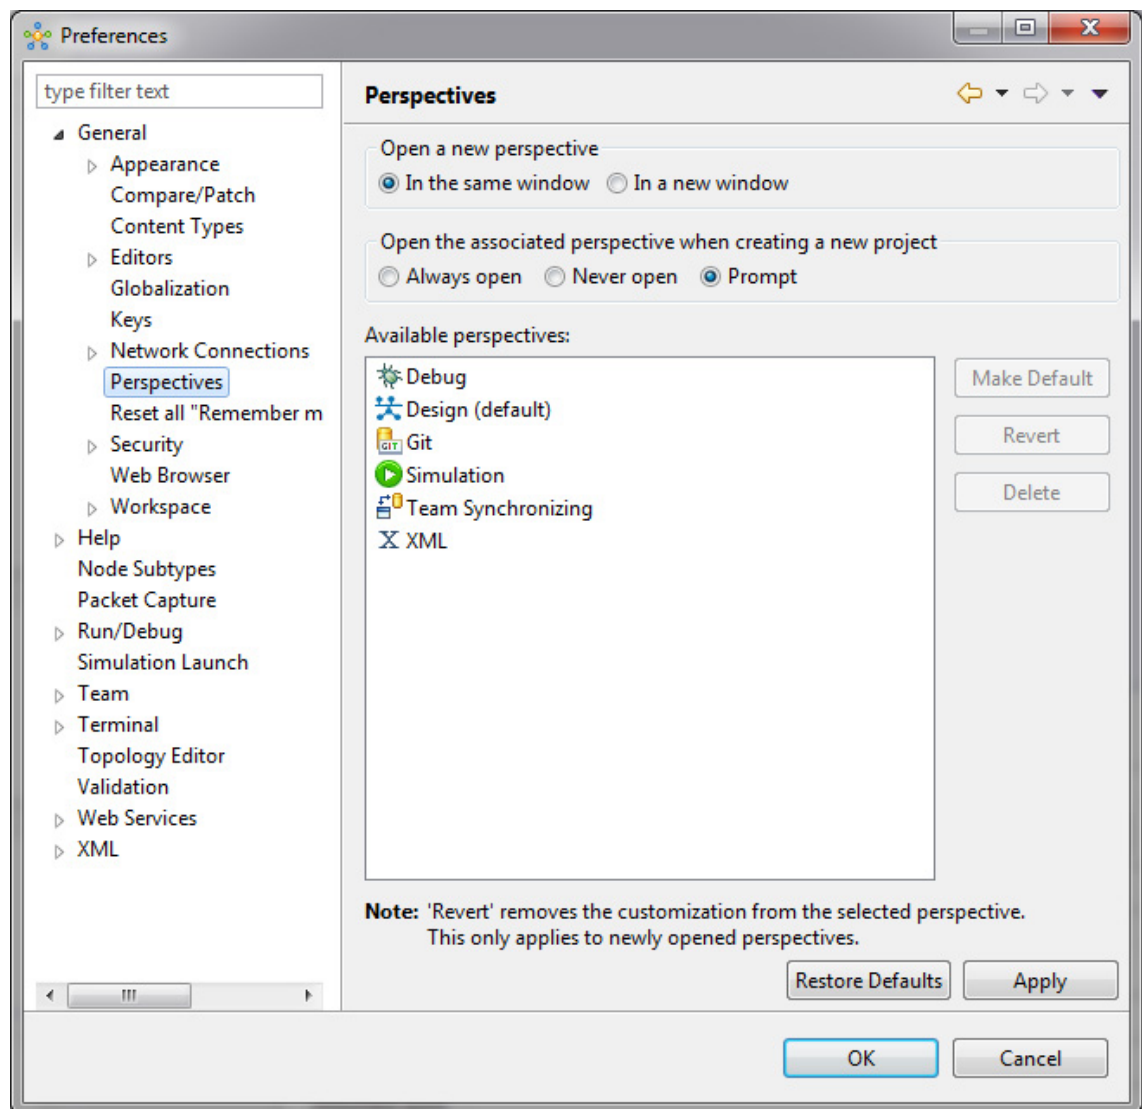 Preferences
type filter text
General
Appearance
Compare/Patch
Content Types
Editors
Globalization
Keys
Network Connections
Perspectives
Reset all "Remember m
Security
Web Browser
Workspace
Help
Node Subtypes
Packet Capture
Run/Debug
Simulation Launch
Team
Terminal
Topology Editor
Validation
Web Services
XML
Perspectives
Open a new perspective
In the same window In a new window
Open the associated perspective when creating a new project
Always open Never open Prompt
Available perspectives:
Debug
Design (default)
GIT Git
Simulation
Team Synchronizing
X XML
Make Default
Revert
Delete
Note: 'Revert' removes the customization from the selected perspective.
This only applies to newly opened perspectives.
Restore Defaults Apply
OK Cancel